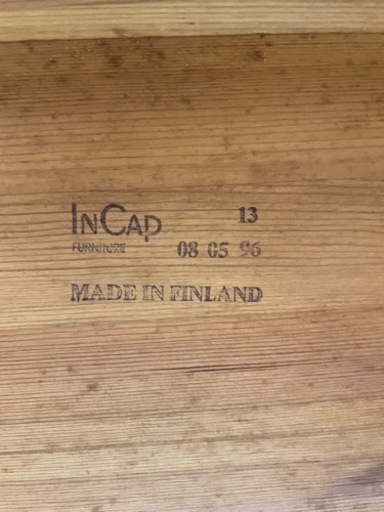 INCAP 13
FURNITURE 08 05 96
MADE IN FINLAND